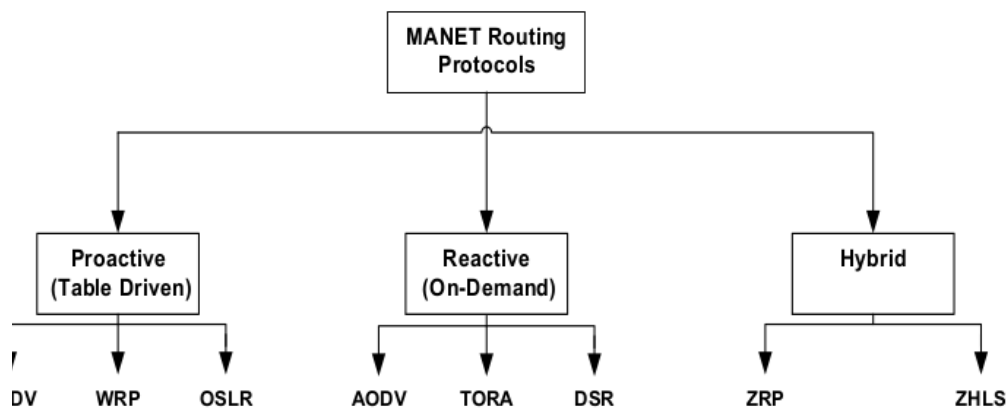 MANET Routing
Protocols
Proactive
(Table Driven)
Reactive
(On-Demand)
Hybrid
DV WRP OSLR AODV TORA DSR ZRP ZHLS